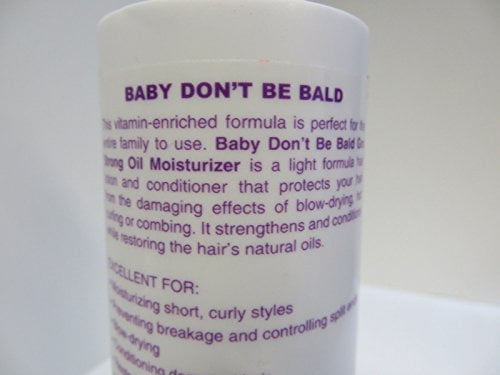 BABY DON'T BE BALD
This vitamin-enriched formula is perfect for the
entire family to use. Baby Don't Be Bald
Strong Oil Moisturizer is a light formula
and conditioner that protects your
from the damaging effects of blow-drying,
or combing. It strengthens and
while restoring the hair's natural oils.
EXCELLENT FOR:
Moisturizing short, curly styles
Preventing breakage and controlling split
Blow-drying
Conditioning